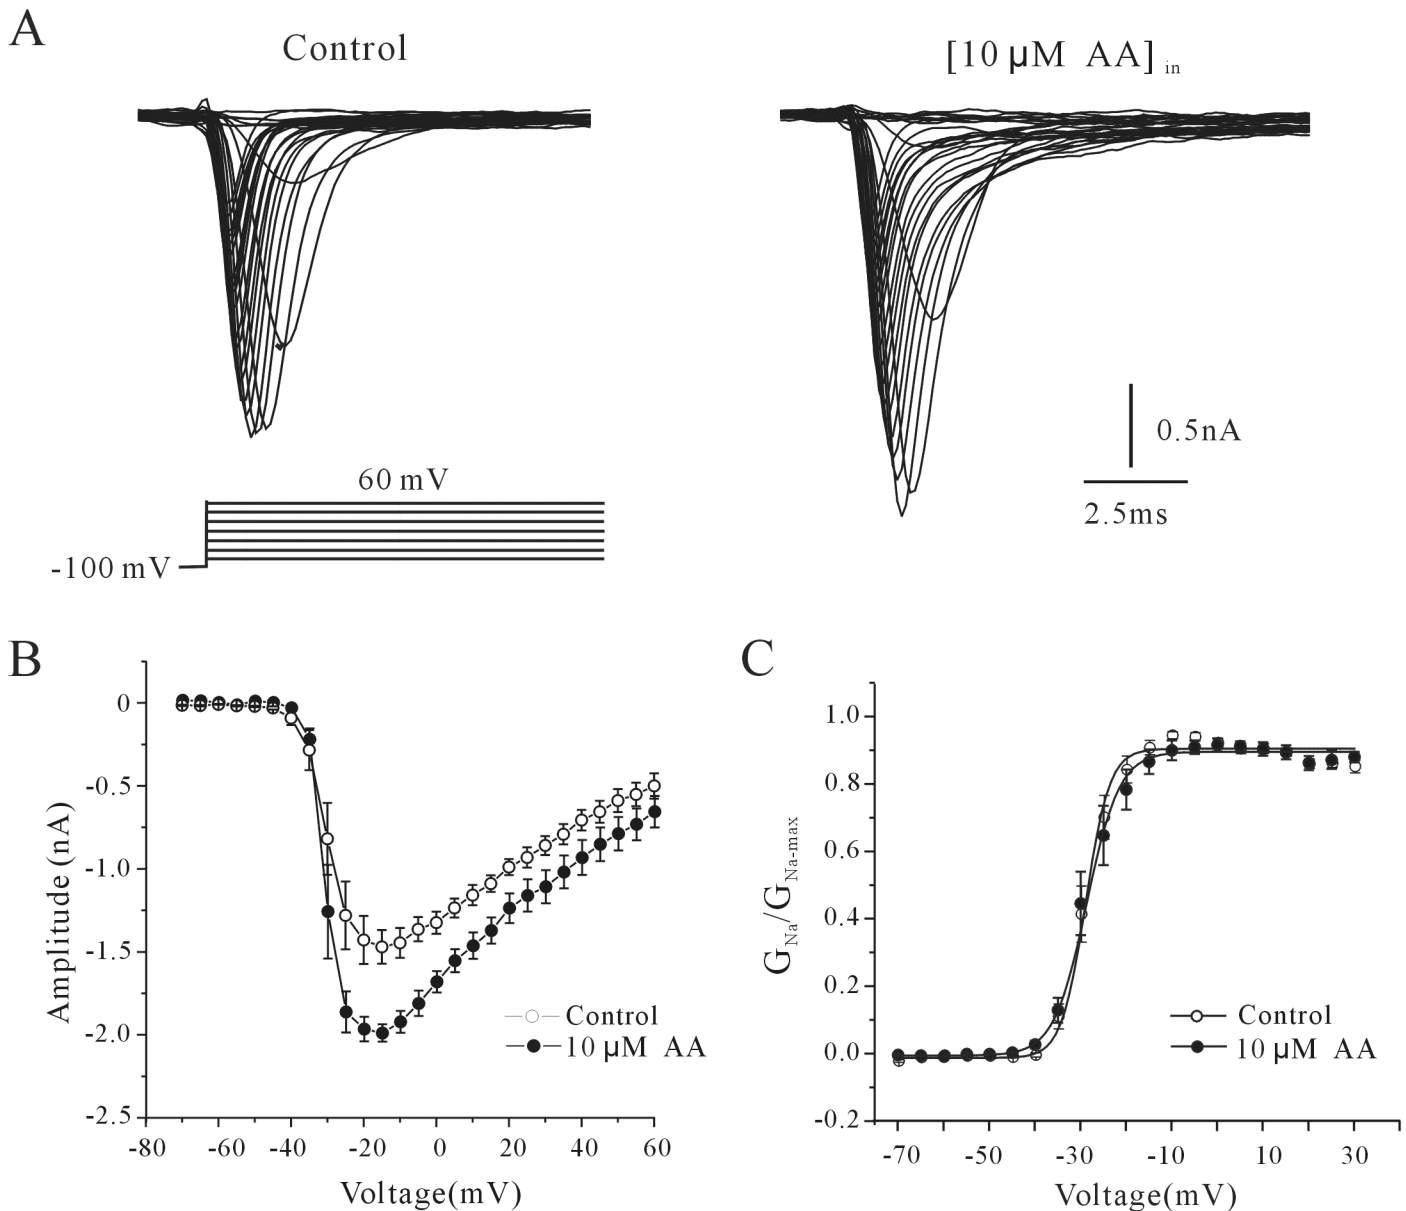 A
Control
[10 µM AA] in
0.5nA
2.5ms
60 mV
-100 mV
B
0
-0.5
-1.0
-1.5
-2.0
-2.5
-80 -60 -40 -20 0 20 40 60
Amplitude (nA)
Voltage(mV)
Control
10 µM AA
C
1.0
0.8
0.6
0.4
0.2
0.0
-0.2
-70 -50 -30 -10 10 30
GNa/GNa-max
Voltage(mV)
Control
10 µM AA